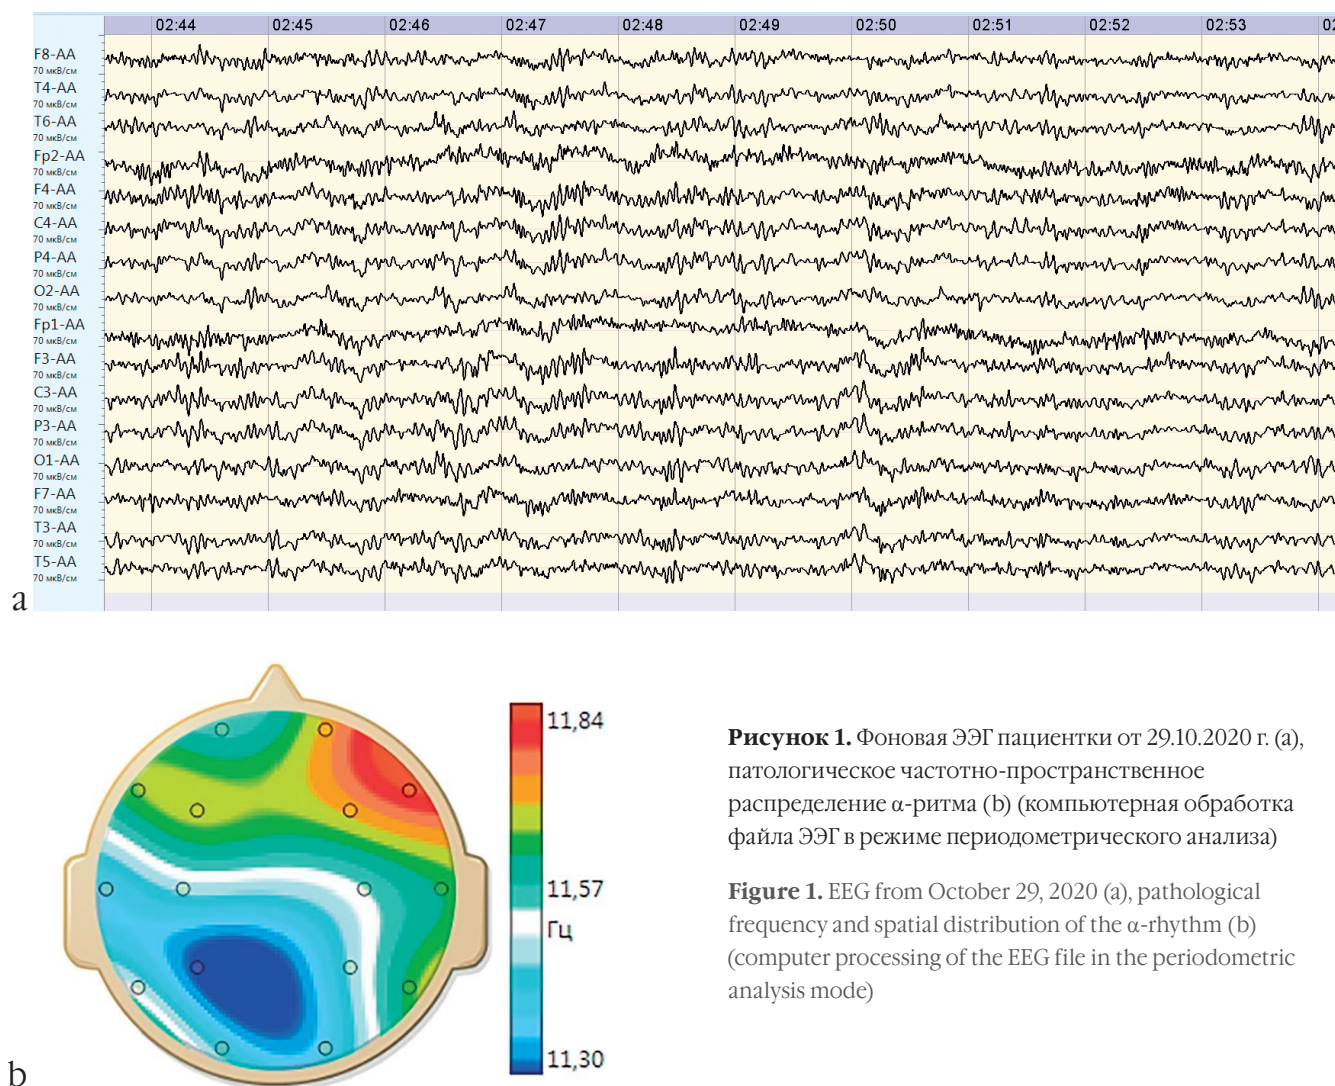 02:44 02:45 02:46 02:47 02:48 02:49 02:50 02:51 02:52 02:53
F8-AA
70 мкВ/см
T4-AA
70 мкВ/см
T6-AA
70 мкВ/см
Fp2-AA
70 мкВ/см
F4-AA
70 мкВ/см
C4-AA
70 мкВ/см
P4-AA
70 мкВ/см
O2-AA
70 мкВ/см
Fp1-AA
70 мкВ/см
F3-AA
70 мкВ/см
C3-AA
70 мкВ/см
P3-AA
70 мкВ/см
O1-AA
70 мкВ/см
F7-AA
70 мкВ/см
T3-AA
70 мкВ/см
T5-AA
70 мкВ/см
a
11,84
11,57
Гц
11,30
b
Рисунок 1. Фоновая ЭЭГ пациентки от 29.10.2020 г. (a),
патологическое частотно-пространственное
распределение α-ритма (b) (компьютерная обработка
файла ЭЭГ в режиме периодометрического анализа)
Figure 1. EEG from October 29, 2020 (a), pathological
frequency and spatial distribution of the α-rhythm (b)
(computer processing of the EEG file in the periodometric
analysis mode)